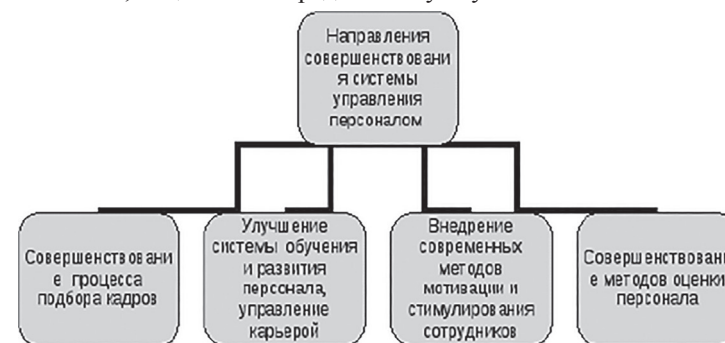 Направления
совершенствовани
я системы
управления
персоналом
Совершенствовани
е процесса
подбора кадров
Улучшение
системы обучения
и развития
персонала,
управление
карьерой
Внедрение
современных
методов
мотивации и
стимулирования
сотрудников
Совершенствовани
е методов оценки
персонала